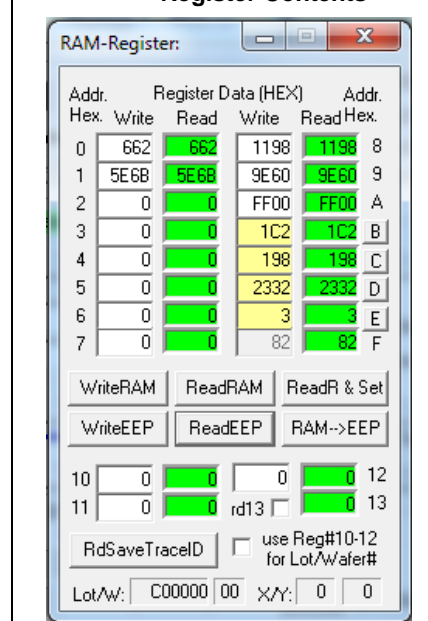 RAM-Register:
Addr. Register Data (HEX) Addr.
Hex. Write Read Write Read Hex.
0 662 662 1198 1198 8
1 5E6B 5E6B 9E60 9E60 9
2 0 0 FF00 FF00 A
3 0 0 1C2 1C2 B
4 0 0 198 198 C
5 0 0 2332 2332 D
6 0 0 3 3 E
7 0 0 82 82 F
WriteRAM ReadRAM ReadR & Set
WriteEEP ReadEEP RAM-->EEP
10 0 0 0 0 12
11 0 0 rd13 0 13
RdSaveTraceID use Reg#10-12
for Lot/Wafer#
Lot/W: C00000 00 X/Y: 0 0